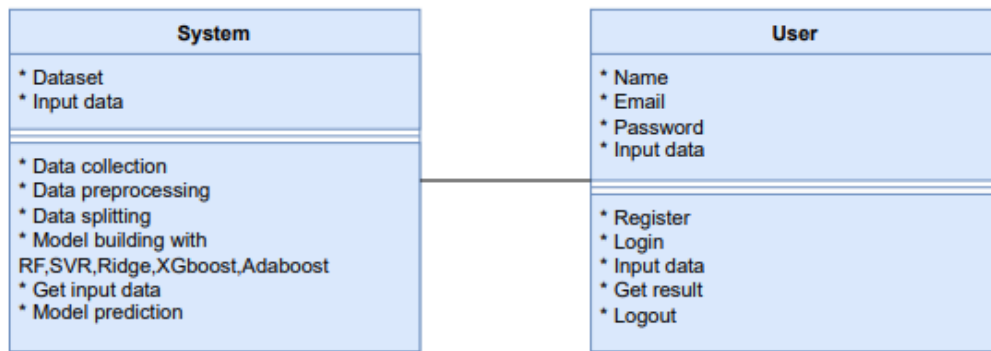 System
* Dataset
* Input data
* Data collection
* Data preprocessing
* Data splitting
* Model building with
RF,SVR,Ridge,XGboost,Adaboost
* Get input data
* Model prediction
User
* Name
* Email
* Password
* Input data
* Register
* Login
* Input data
* Get result
* Logout